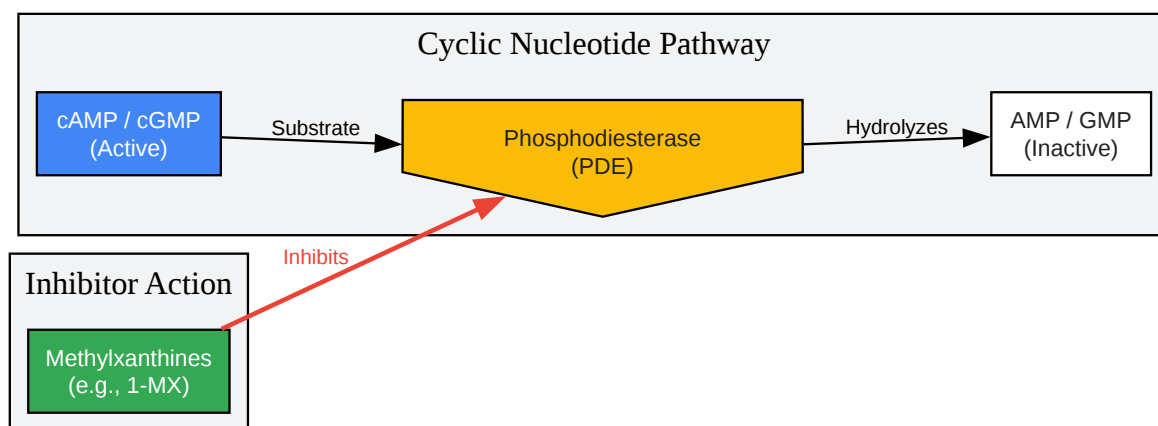 Cyclic Nucleotide Pathway
cAMP / cGMP
(Active)
Substrate
Phosphodiesterase
(PDE)
Hydrolyzes
AMP / GMP
(Inactive)
Inhibits
Inhibitor Action
Methylxanthines
(e.g., 1-MX)